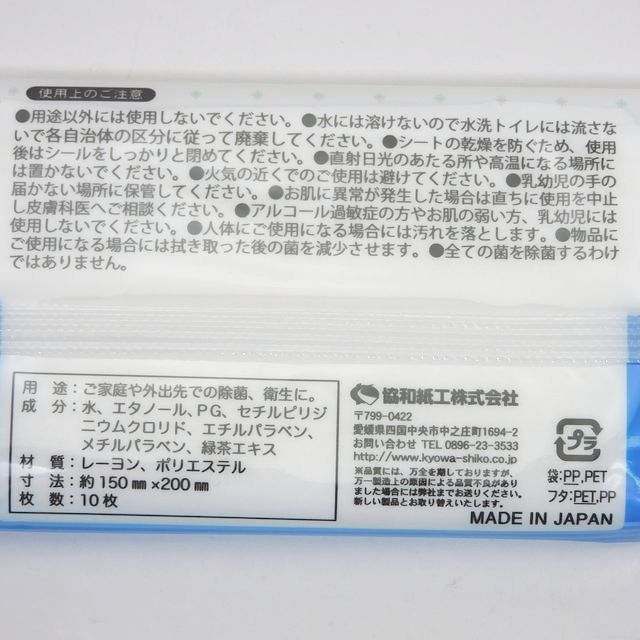 使用上のご注意
●用途以外には使用しないでください。●水には溶けないので水洗トイレには流さな
いで各自治体の区分に従って廃棄してください。●シートの乾燥を防ぐため、使用
後はシールをしっかりと閉めてください。●直射日光のあたる所や高温になる場所に
は置かないでください。●火気の近くでのご使用は避けてください。●乳幼児の手の
届かない場所に保管してください。●お肌に異常が発生した場合は直ちに使用を中止
し皮膚科医へご相談ください。●アルコール過敏症の方やお肌の弱い方、乳幼児には
使用しないでください。●人体にご使用になる場合には汚れを落とします。●物品に
ご使用になる場合には拭き取った後の菌を減少させます。●全ての菌を除菌するわけ
ではありません。
用途:ご家庭や外出先での除菌、衛生に。
成分:水、エタノール、PG、セチルピリジ
ニウムクロリド、エチルパラベン、
メチルパラベン、緑茶エキス
材質:レーヨン、ポリエステル
寸法:約150mm×200mm
枚数:10枚
協和紙工株式会社
〒799-0422
愛媛県四国中央市中之庄町1694-2
お問い合わせ TEL 0896-23-3533
http://www.kyowa-shiko.co.jp
※品質には、万全を期しておりますが、
万一製造上の原因による品質不良があり
ました場合には弊社までお送りください。
新しい製品とお取り替えいたします。
プラ
袋:PP,PET
フタ:PET,PP
MADE IN JAPAN